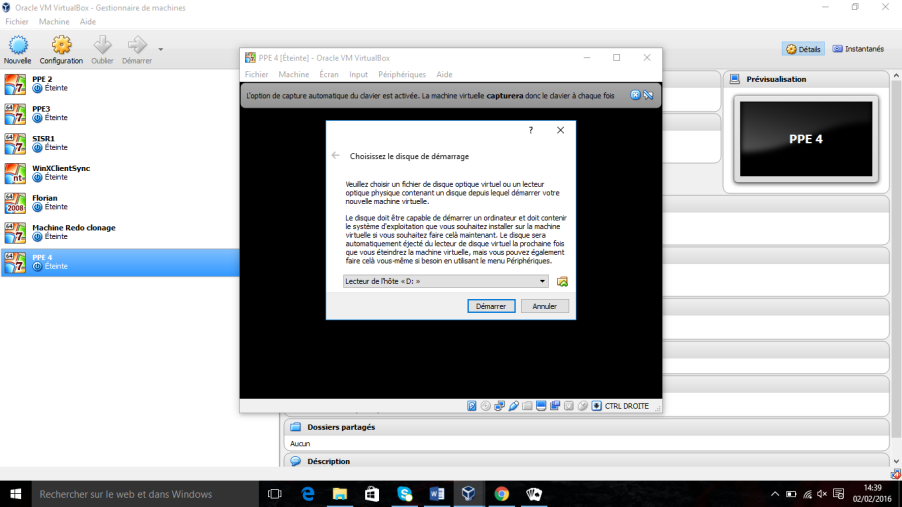 Oracle VM VirtualBox - Gestionnaire de machines
Fichier Machine Aide
Nouvelle Configuration Oublier Démarrer
Détails Instantanés
PPE 2
Éteinte
PPE3
Éteinte
SISR1
Éteinte
WinXClientSync
Éteinte
Florian
Éteinte
Machine Redo clonage
Éteinte
PPE 4
Éteinte
PPE 4 [Éteinte] - Oracle VM VirtualBox
Fichier Machine Écran Input Périphériques Aide
L'option de capture automatique du clavier est activée. La machine virtuelle capturera donc le clavier à chaque fois
Choisissez le disque de démarrage
Veuillez choisir un fichier de disque optique virtuel ou un lecteur
optique physique contenant un disque depuis lequel démarrer votre
nouvelle machine virtuelle.
Le disque doit être capable de démarrer un ordinateur et doit contenir
le système d'exploitation que vous souhaitez installer sur la machine
virtuelle si vous souhaitez faire celà maintenant. Le disque sera
automatiquement éjecté du lecteur de disque virtuel la prochaine fois
que vous éteindrez la machine virtuelle, mais vous pouvez également
faire celà vous-même si besoin en utilisant le menu Périphériques.
Lecteur de l'hôte « D: »
Démarrer Annuler
CTRL DROITE
Prévisualisation
PPE 4
Dossiers partagés
Aucun
Déscription
Rechercher sur le web et dans Windows
14:39
02/02/2016